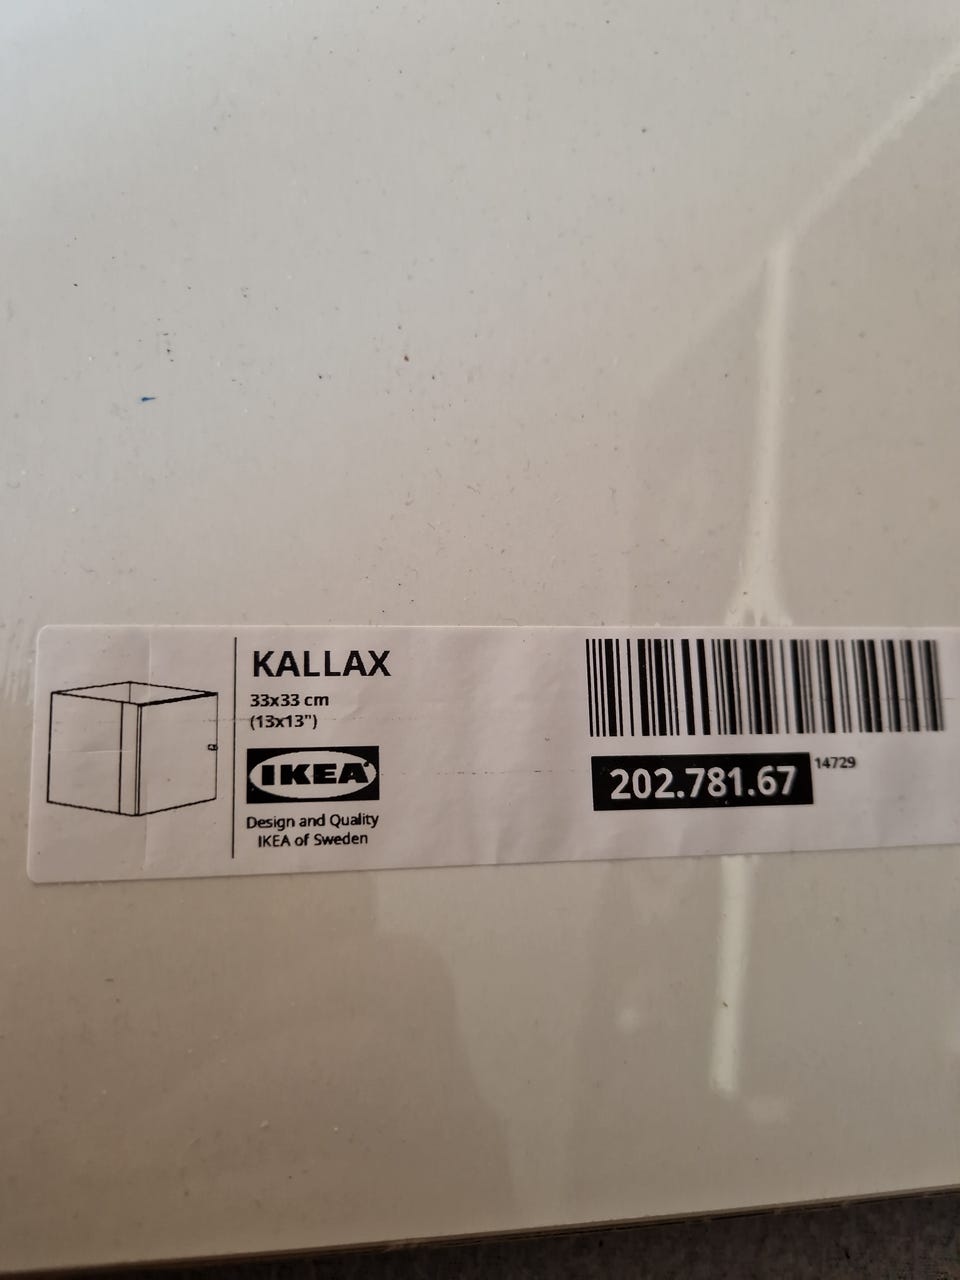 KALLAX
33x33 cm
(13x13")
IKEA
Design and Quality
IKEA of Sweden
202.781.67
14729